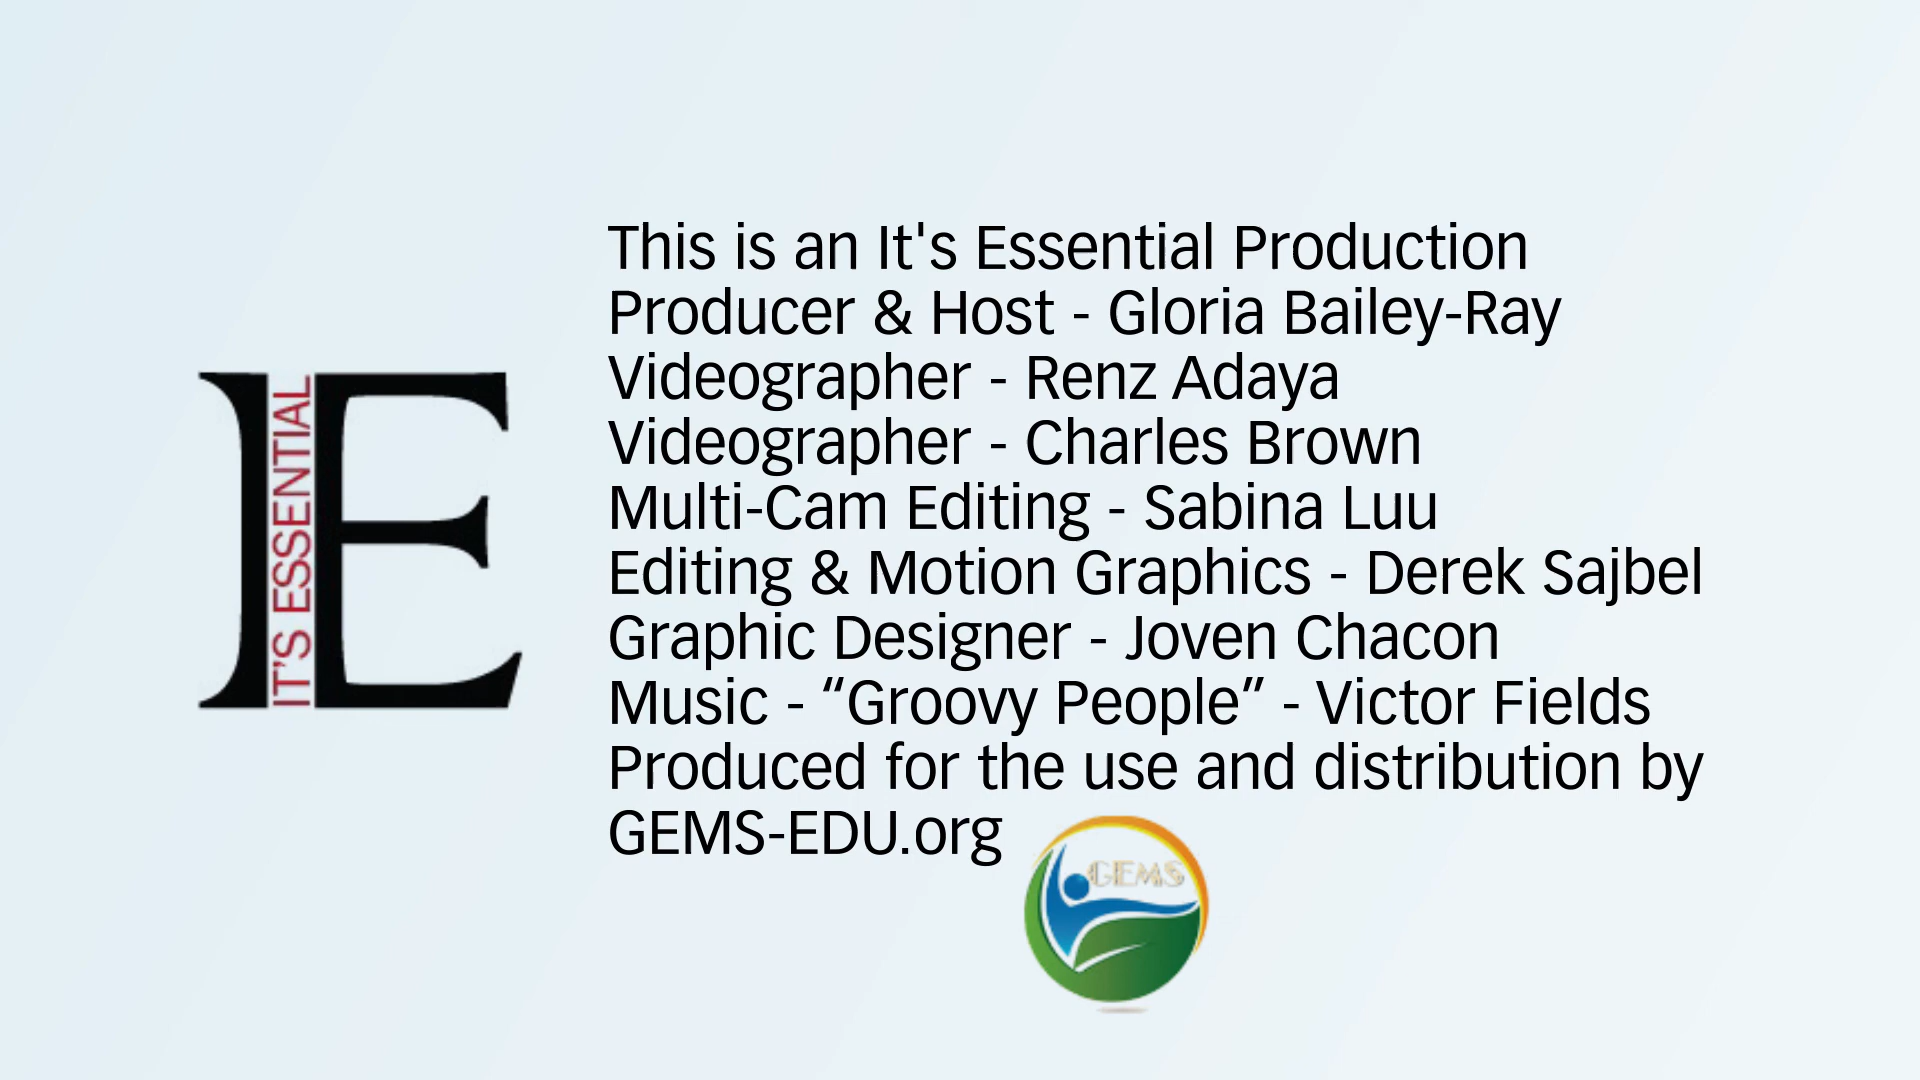 IT'S ESSENTIAL
IE
This is an It's Essential Production
Producer & Host - Gloria Bailey-Ray
Videographer - Renz Adaya
Videographer - Charles Brown
Multi-Cam Editing - Sabina Luu
Editing & Motion Graphics - Derek Sajbel
Graphic Designer - Joven Chacon
Music - “Groovy People” - Victor Fields
Produced for the use and distribution by
GEMS-EDU.org
GEMS